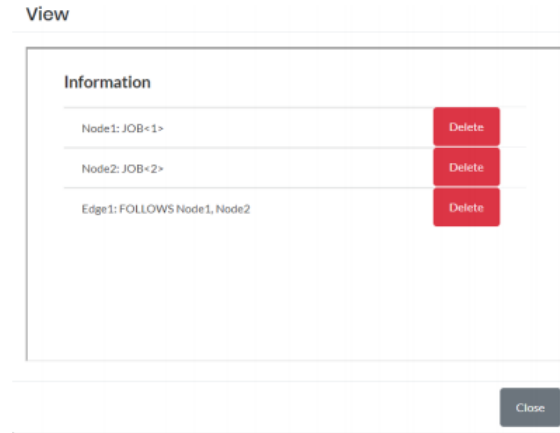 View
Information
Node1: JOB<1>
Delete
Node2: JOB<2>
Delete
Edge1: FOLLOWS Node1, Node2
Delete
Close